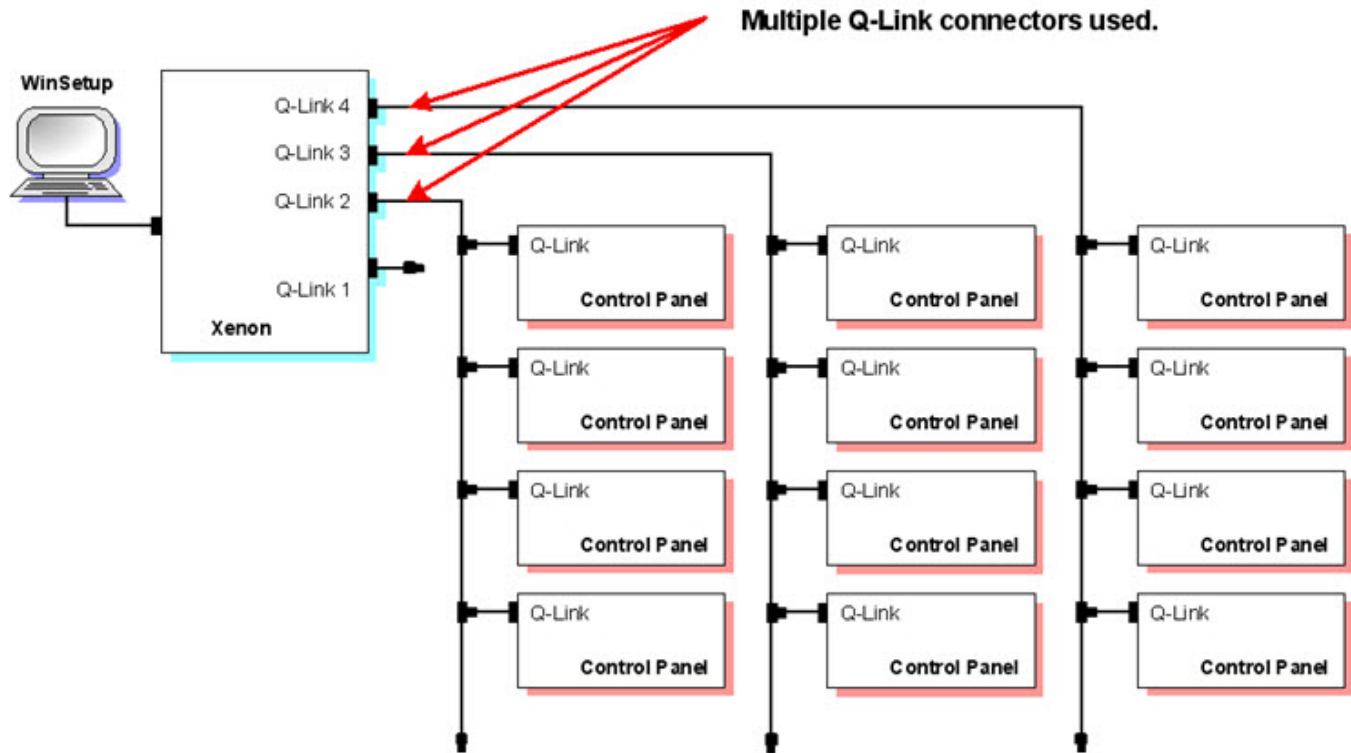 Multiple Q-Link connectors used.
WinSetup
Q-Link 4
Q-Link 3
Q-Link 2
Q-Link 1
Xenon
Q-Link
Control Panel
Q-Link
Control Panel
Q-Link
Control Panel
Q-Link
Control Panel
Q-Link
Control Panel
Q-Link
Control Panel
Q-Link
Control Panel
Q-Link
Control Panel
Q-Link
Control Panel
Q-Link
Control Panel
Q-Link
Control Panel
Q-Link
Control Panel